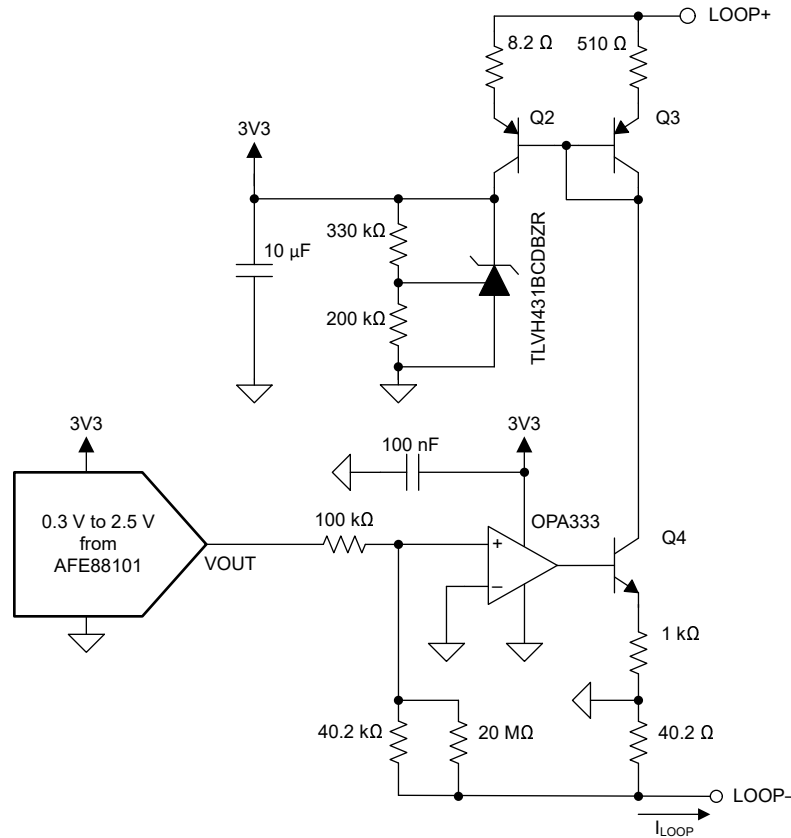 LOOP+
8.2 Ω
510 Ω
Q2
Q3
3V3
330 kΩ
10 µF
200 kΩ
TLVH431BCDBZR
3V3
3V3
100 nF
0.3 V to 2.5 V
from
AFE88101
VOUT
100 kΩ
OPA333
+
–
Q4
1 kΩ
40.2 kΩ
20 MΩ
40.2 Ω
LOOP–
ILOOP